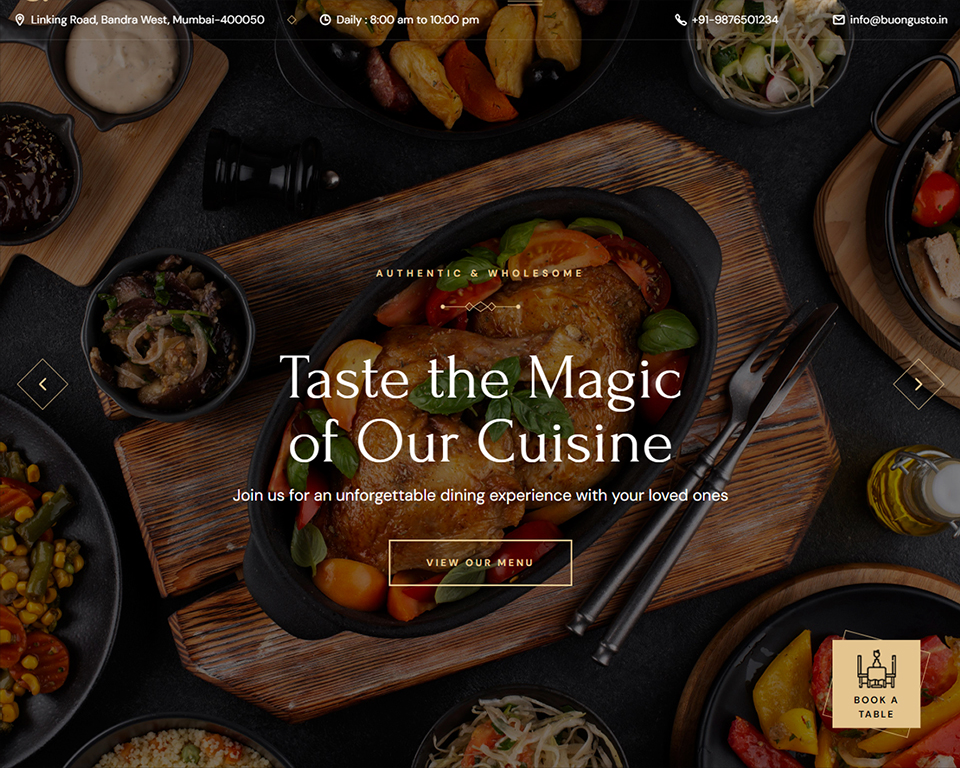 Linking Road, Bandra West, Mumbai-400050
Daily : 8:00 am to 10:00 pm
+91-9876501234
info@buongusto.in
AUTHENTIC & WHOLESOME
Taste the Magic
of Our Cuisine
Join us for an unforgettable dining experience with your loved ones
VIEW OUR MENU
BOOK A
TABLE